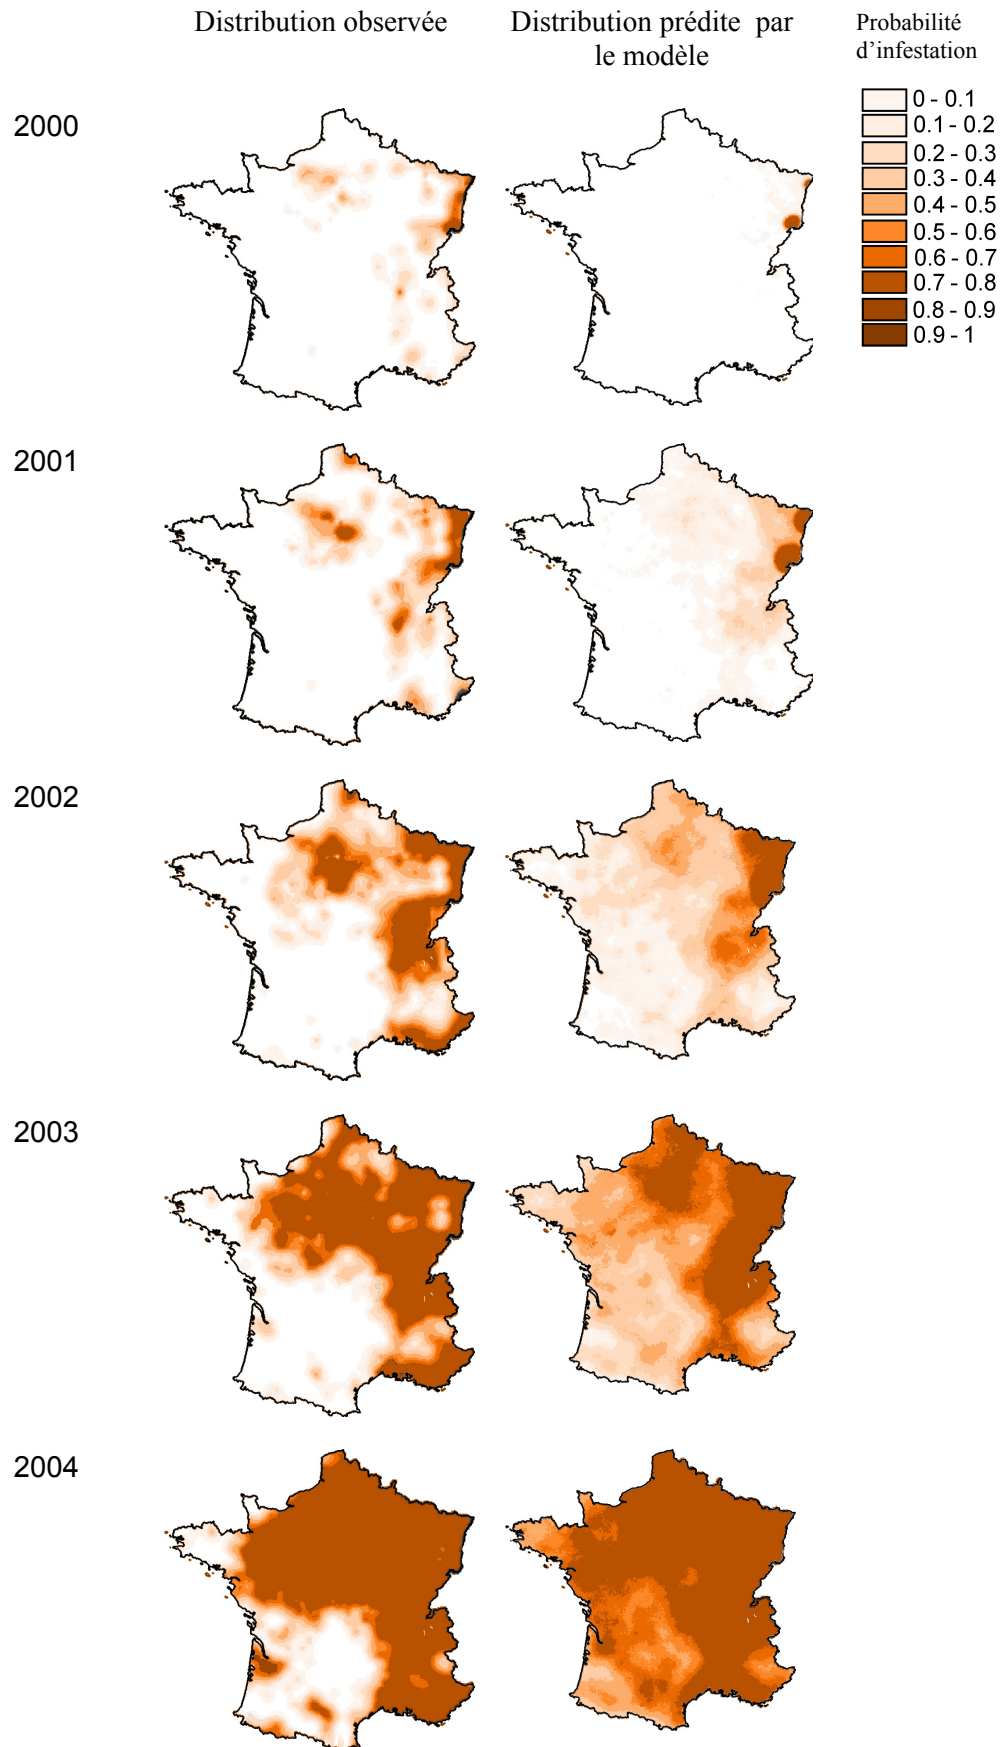 Distribution observée
Distribution prédite par
le modèle
Probabilité
d'infestation
0 - 0.1
0.1 - 0.2
0.2 - 0.3
0.3 - 0.4
0.4 - 0.5
0.5 - 0.6
0.6 - 0.7
0.7 - 0.8
0.8 - 0.9
0.9 - 1
2000
2001
2002
2003
2004